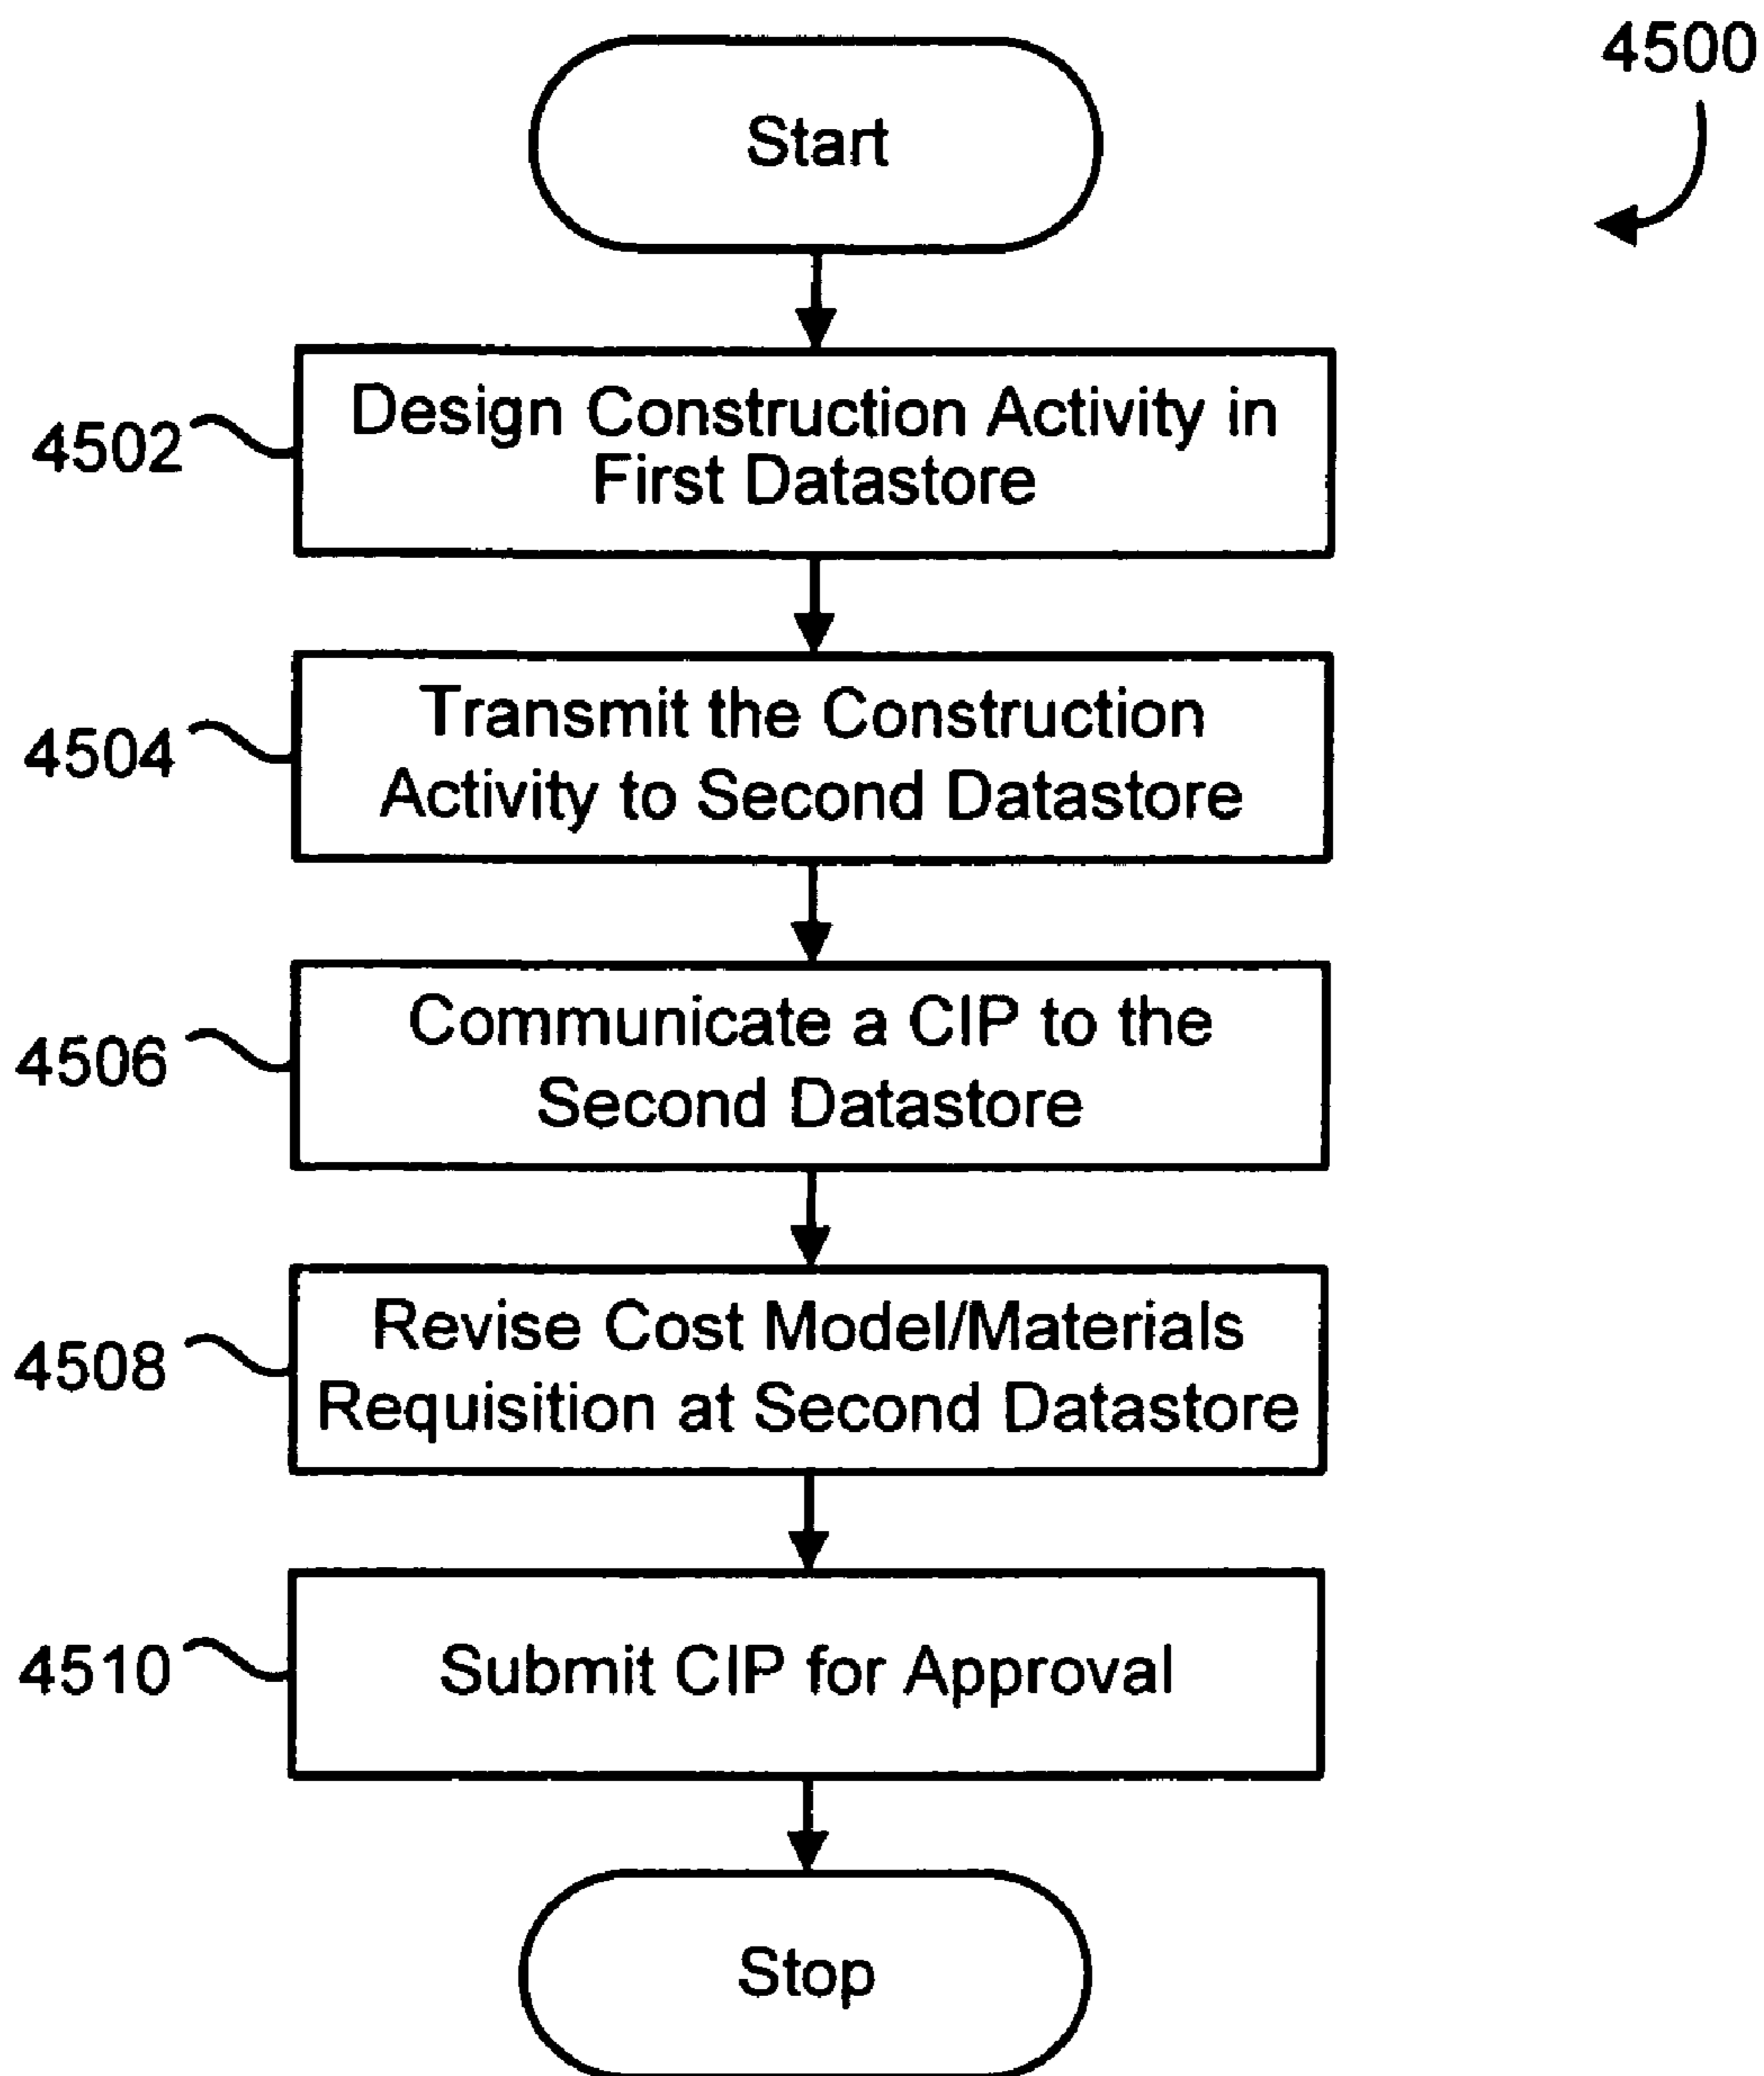 4500
Start
4502
Design Construction Activity in
First Datastore
4504
Transmit the Construction
Activity to Second Datastore
4506
Communicate a CIP to the
Second Datastore
4508
Revise Cost Model/Materials
Requisition at Second Datastore
4510
Submit CIP for Approval
Stop